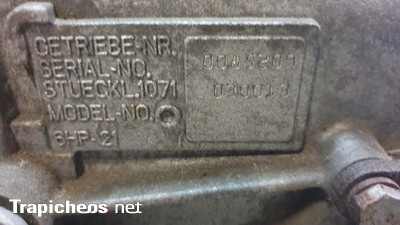 GETRIEBE-NR.
SERIAL-NO.
STUECKL.1071
MODEL-NO.
6HP-21
Trapicheos net